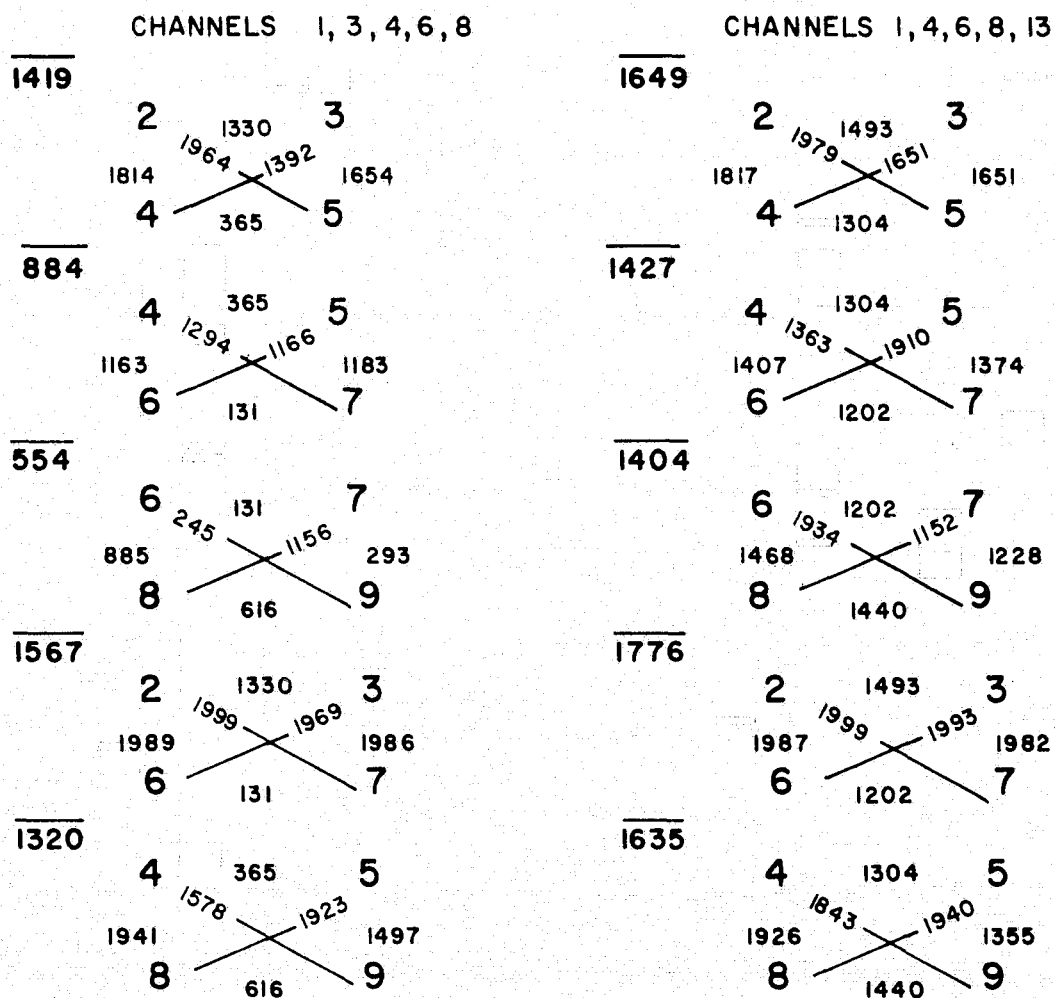 CHANNELS 1, 3, 4, 6, 8
1419
2 1330 3
1964 1392
1814 1654
4 365 5
884
4 365 5
1294 1166
1163 1183
6 131 7
554
6 131 7
245 1156
885 293
8 616 9
1567
2 1330 3
1999 1969
1989 1986
6 131 7
1320
4 365 5
1578 1923
1941 1497
8 616 9
CHANNELS 1, 4, 6, 8, 13
1649
2 1493 3
1979 1651
1817 1651
4 1304 5
1427
4 1304 5
1363 1910
1407 1374
6 1202 7
1404
6 1202 7
1934 1152
1468 1228
8 1440 9
1776
2 1493 3
1999 1993
1987 1982
6 1202 7
1635
4 1304 5
1843 1940
1926 1355
8 1440 9